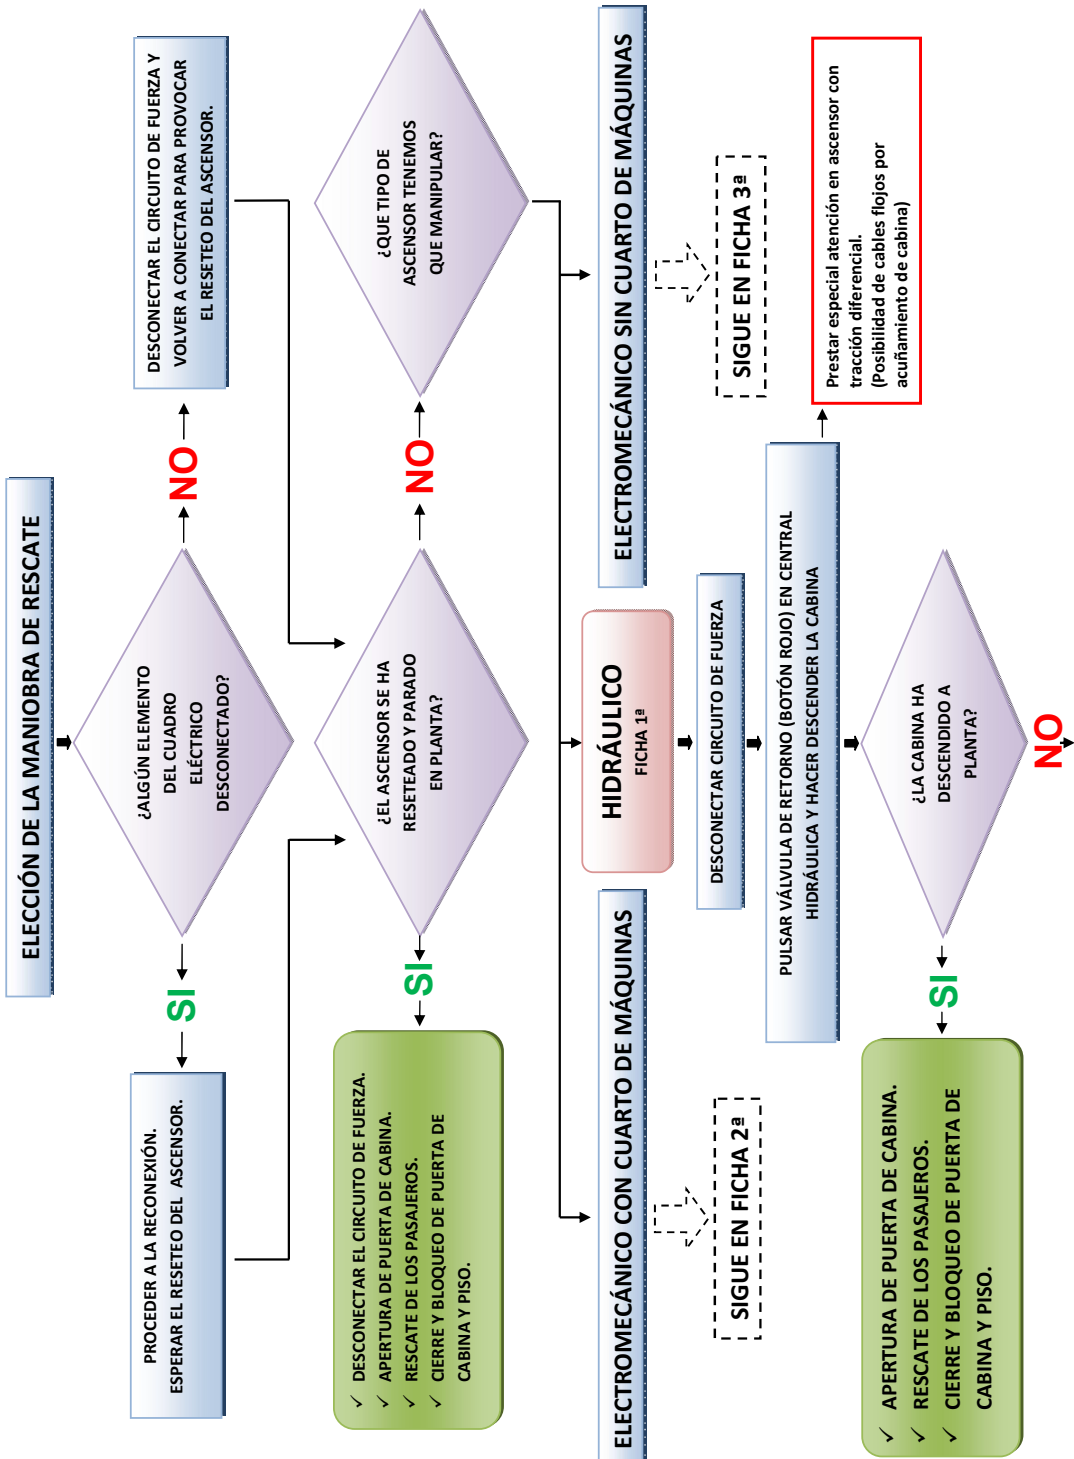 ELECCIÓN DE LA MANIOBRA DE RESCATE
¿ALGÚN ELEMENTO
DEL CUADRO
ELÉCTRICO
DESCONECTADO?
SI
NO
PROCEDER A LA RECONEXIÓN.
ESPERAR EL RESETEO DEL ASCENSOR.
DESCONECTAR EL CIRCUITO DE FUERZA Y
VOLVER A CONECTAR PARA PROVOCAR
EL RESETEO DEL ASCENSOR.
¿EL ASCENSOR SE HA
RESETEADO Y PARADO
EN PLANTA?
SI
NO
✓ DESCONECTAR EL CIRCUITO DE FUERZA.
✓ APERTURA DE PUERTA DE CABINA.
✓ RESCATE DE LOS PASAJEROS.
✓ CIERRE Y BLOQUEO DE PUERTA DE
CABINA Y PISO.
¿QUE TIPO DE
ASCENSOR TENEMOS
QUE MANIPULAR?
ELECTROMECÁNICO CON CUARTO DE MÁQUINAS
SIGUE EN FICHA 2ª
HIDRÁULICO
FICHA 1ª
ELECTROMECÁNICO SIN CUARTO DE MÁQUINAS
SIGUE EN FICHA 3ª
DESCONECTAR CIRCUITO DE FUERZA
PULSAR VÁLVULA DE RETORNO (BOTÓN ROJO) EN CENTRAL
HIDRÁULICA Y HACER DESCENDER LA CABINA
Prestar especial atención en ascensor con
tracción diferencial.
(Posibilidad de cables flojos por
acuñamiento de cabina)
¿LA CABINA HA
DESCENDIDO A
PLANTA?
SI
NO
✓ APERTURA DE PUERTA DE CABINA.
✓ RESCATE DE LOS PASAJEROS.
✓ CIERRE Y BLOQUEO DE PUERTA DE
CABINA Y PISO.